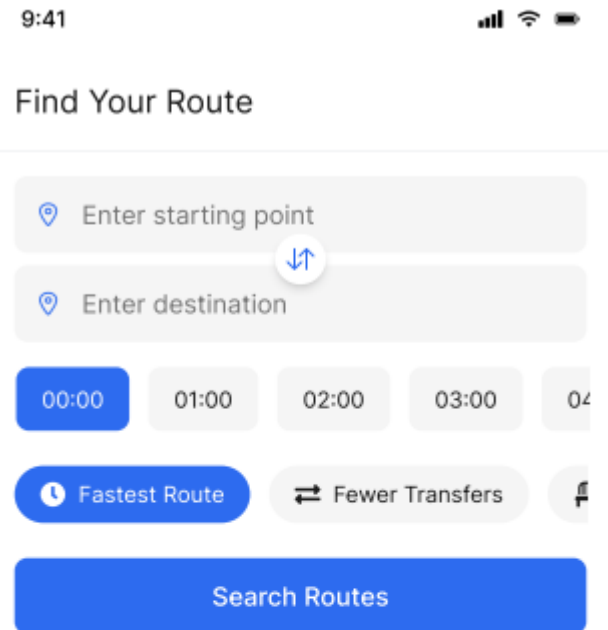 9:41
Find Your Route
Enter starting point
Enter destination
00:00 01:00 02:00 03:00 04
Fastest Route Fewer Transfers
Search Routes